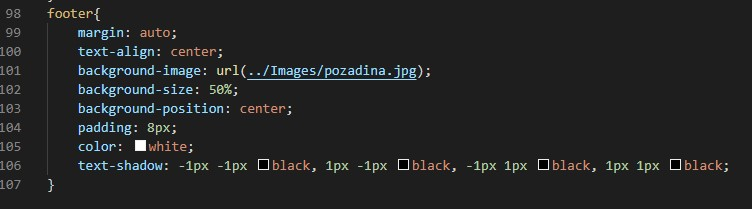 98 footer{
99 margin: auto;
100 text-align: center;
101 background-image: url(../Images/pozadina.jpg);
102 background-size: 50%;
103 background-position: center;
104 padding: 8px;
105 color: white;
106 text-shadow: -1px -1px black, 1px -1px black, -1px 1px black, 1px 1px black;
107 }